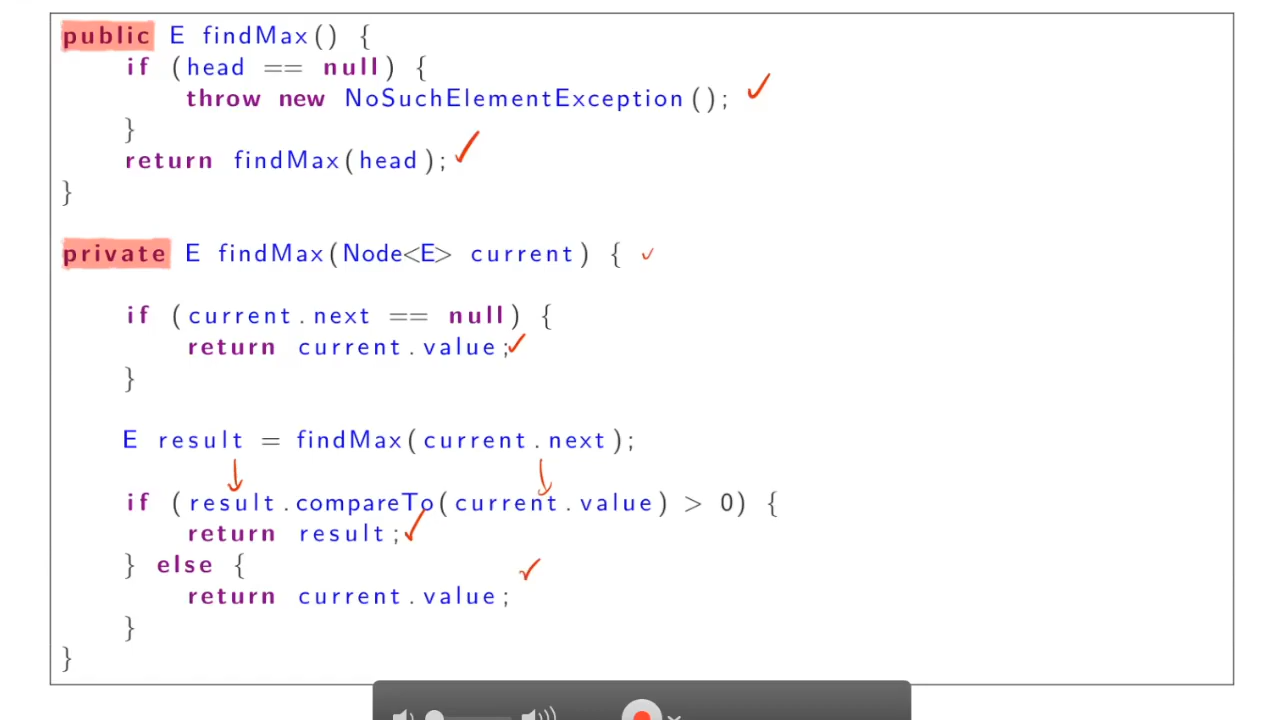 public E findMax() {
if (head == null) {
throw new NoSuchElementException();
}
return findMax(head);
}
private E findMax(Node<E> current) {
if (current.next == null) {
return current.value;
}
E result = findMax(current.next);
if (result.compareTo(current.value) > 0) {
return result;
} else {
return current.value;
}
}